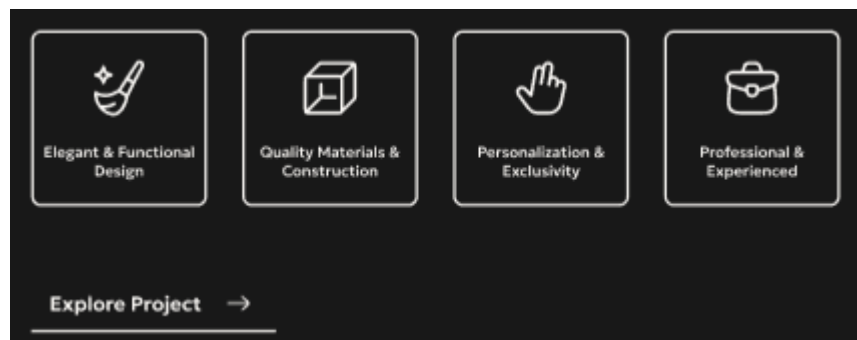 Elegant & Functional
Design
Quality Materials &
Construction
Personalization &
Exclusivity
Professional &
Experienced
Explore Project